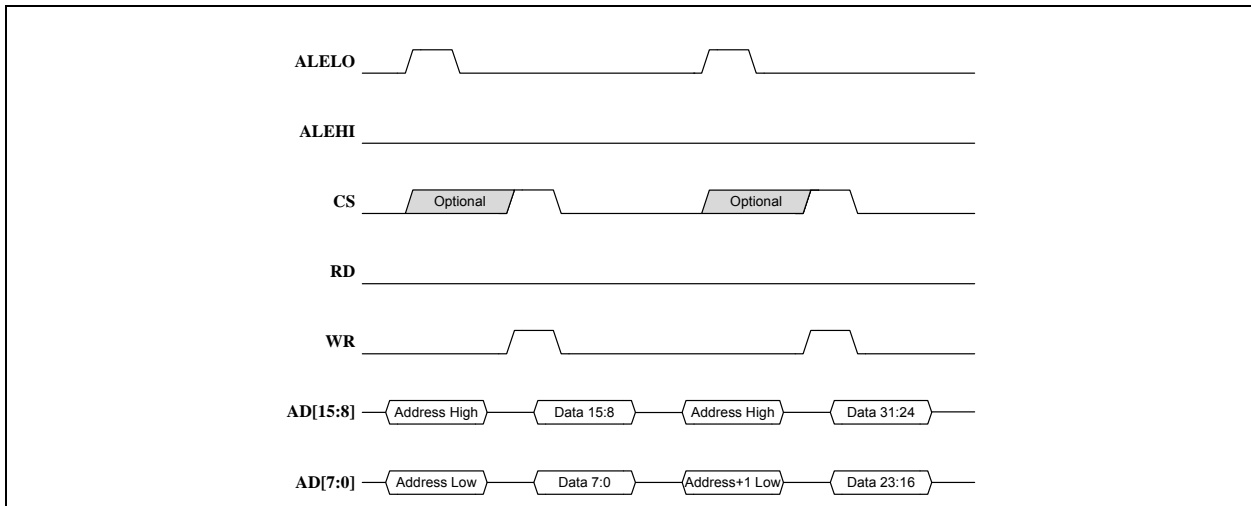 ALELO
ALEHI
CS Optional Optional
RD
WR
AD[15:8] Address High Data 15:8 Address High Data 31:24
AD[7:0] Address Low Data 7:0 Address+1 Low Data 23:16